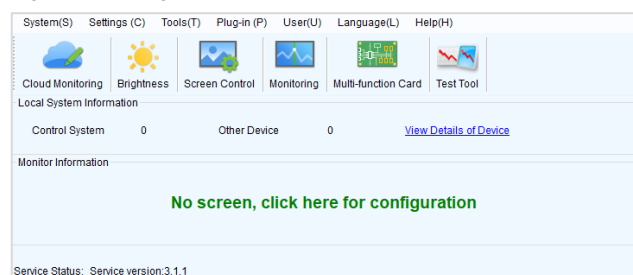 System(S) Settings (C) Tools(T) Plug-in (P) User(U) Language(L) Help(H)
Cloud Monitoring Brightness Screen Control Monitoring Multi-function Card Test Tool
Local System Information
Control System 0 Other Device 0 View Details of Device
Monitor Information
No screen, click here for configuration
Service Status: Service version:3.1.1